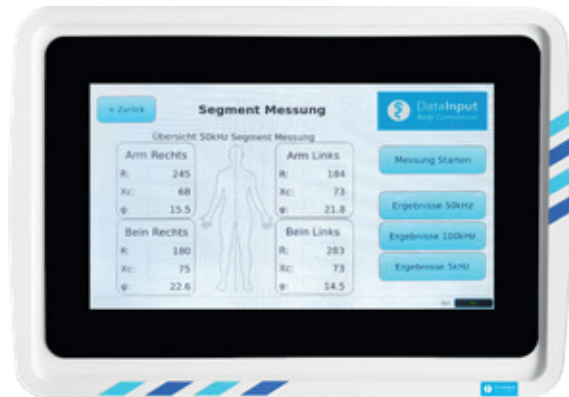 < Zurück
Segment Messung
DataInput
Body Composition
Übersicht 50kHz Segment Messung
Arm Rechts
R: 245
Xc: 68
φ: 15.5
Arm Links
R: 184
Xc: 73
φ: 21.8
Bein Rechts
R: 180
Xc: 75
φ: 22.6
Bein Links
R: 283
Xc: 73
φ: 14.5
Messung Starten
Ergebnisse 50kHz
Ergebnisse 100kHz
Ergebnisse 5kHz